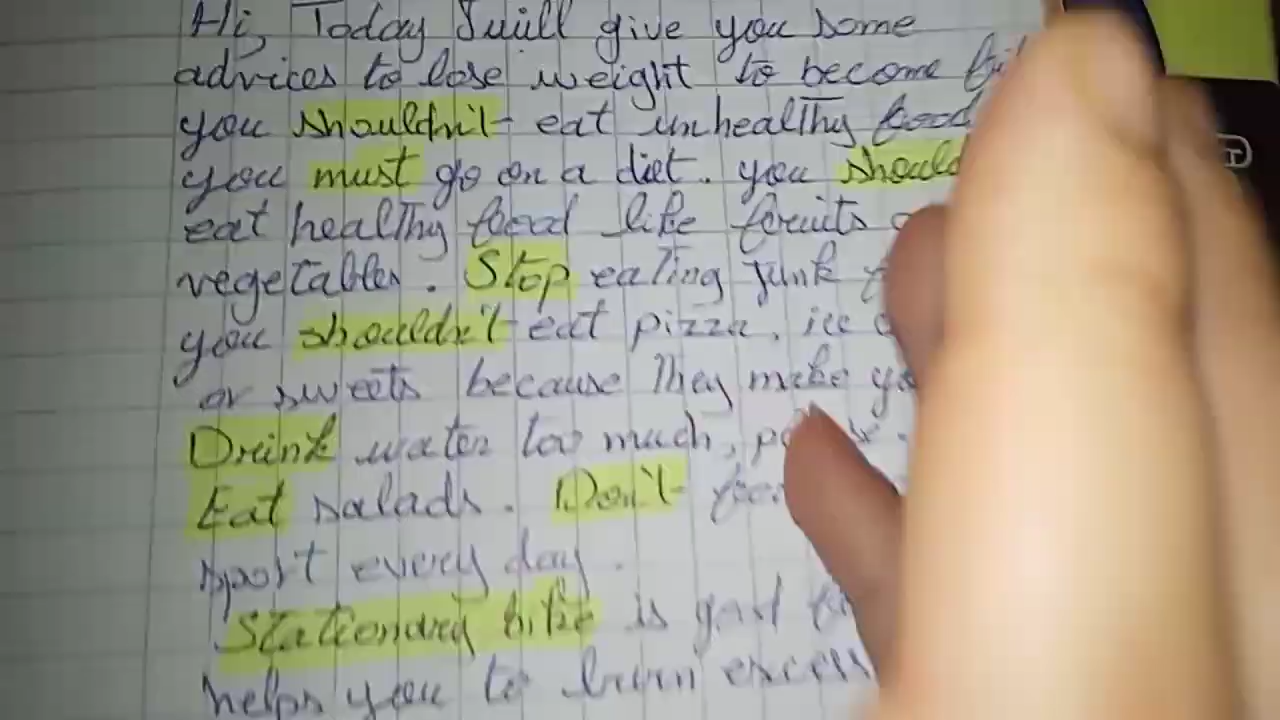 Hi, Today I will give you some
advices to lose weight to become
you shouldn't eat unhealthy food
you must go on a diet. you should
eat healthy food like fruits
vegetables. Stop eating junk
you shouldn't eat pizza, ice
or sweets because they make
Drink water too much,
Eat salads. Don't
sport every day.
Stationary bike is good
helps you to burn excess